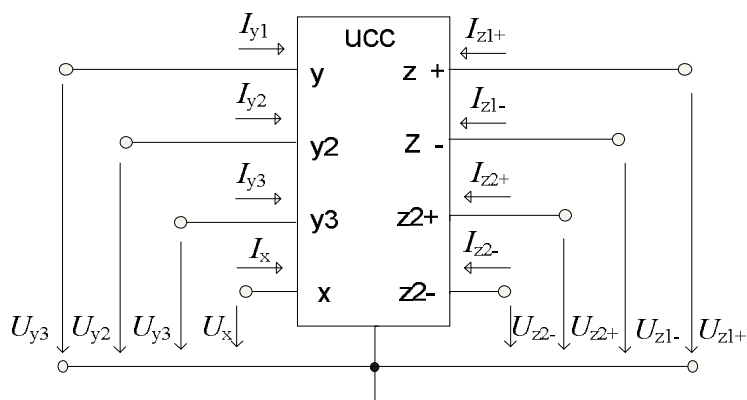 UCC
I_y1
I_z1+
y
z +
I_y2
I_z1-
y2
z -
I_y3
I_z2+
y3
z2+
I_x
I_z2-
x
z2-
U_y3 U_y2 U_y3 U_x U_z2- U_z2+ U_z1- U_z1+